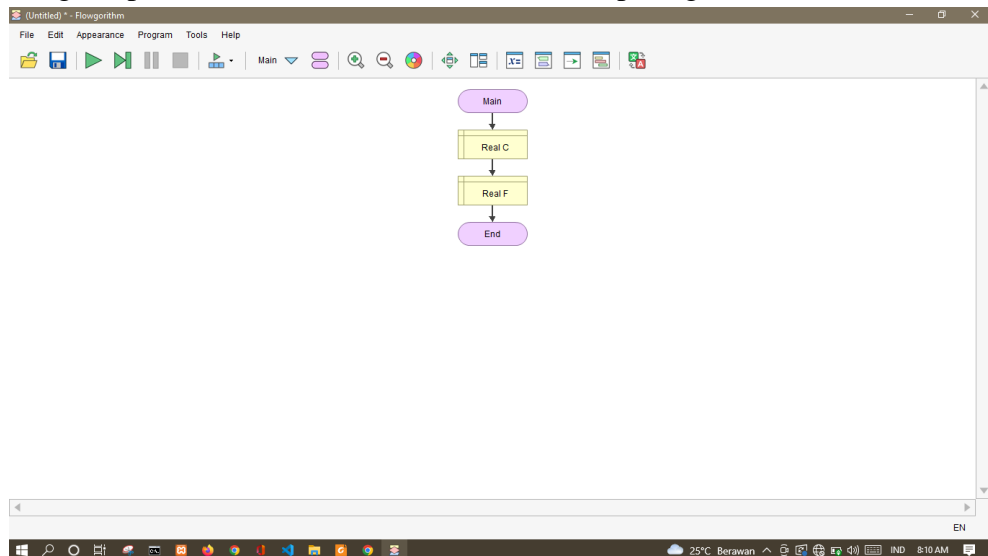 (Untitled) * - Flowgorithm
File Edit Appearance Program Tools Help
Main
x=
Main
Real C
Real F
End
EN
25°C Berawan
IND
8:10 AM